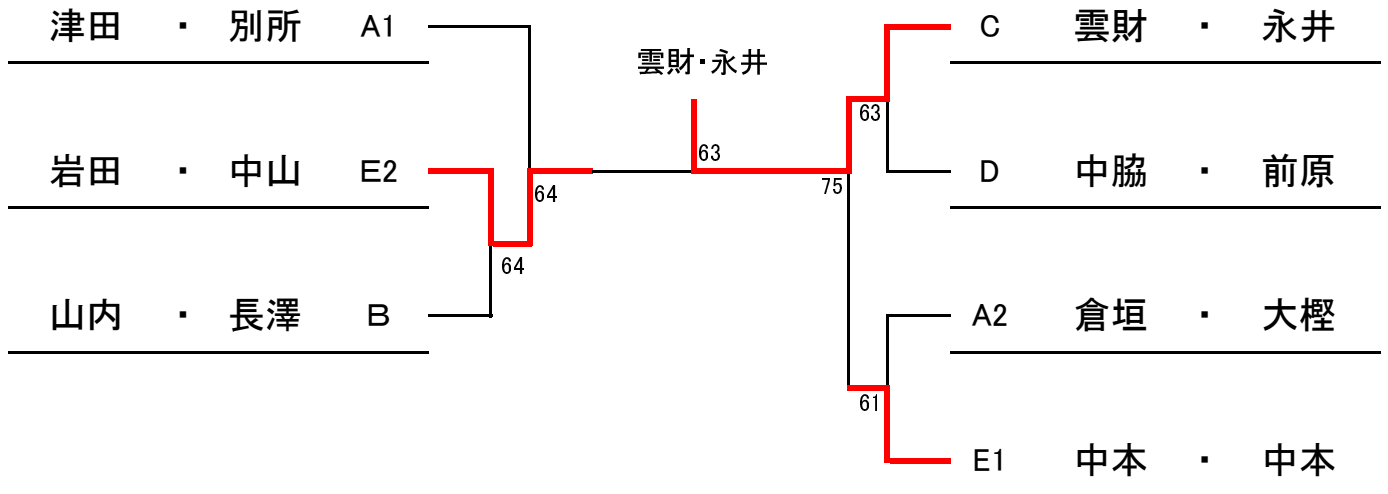 津田 ・ 別所 A1
岩田 ・ 中山 E2
山内 ・ 長澤 B
64
64
雲財・永井
63
75
63
61
C 雲財 ・ 永井
D 中脇 ・ 前原
A2 倉垣 ・ 大樫
E1 中本 ・ 中本